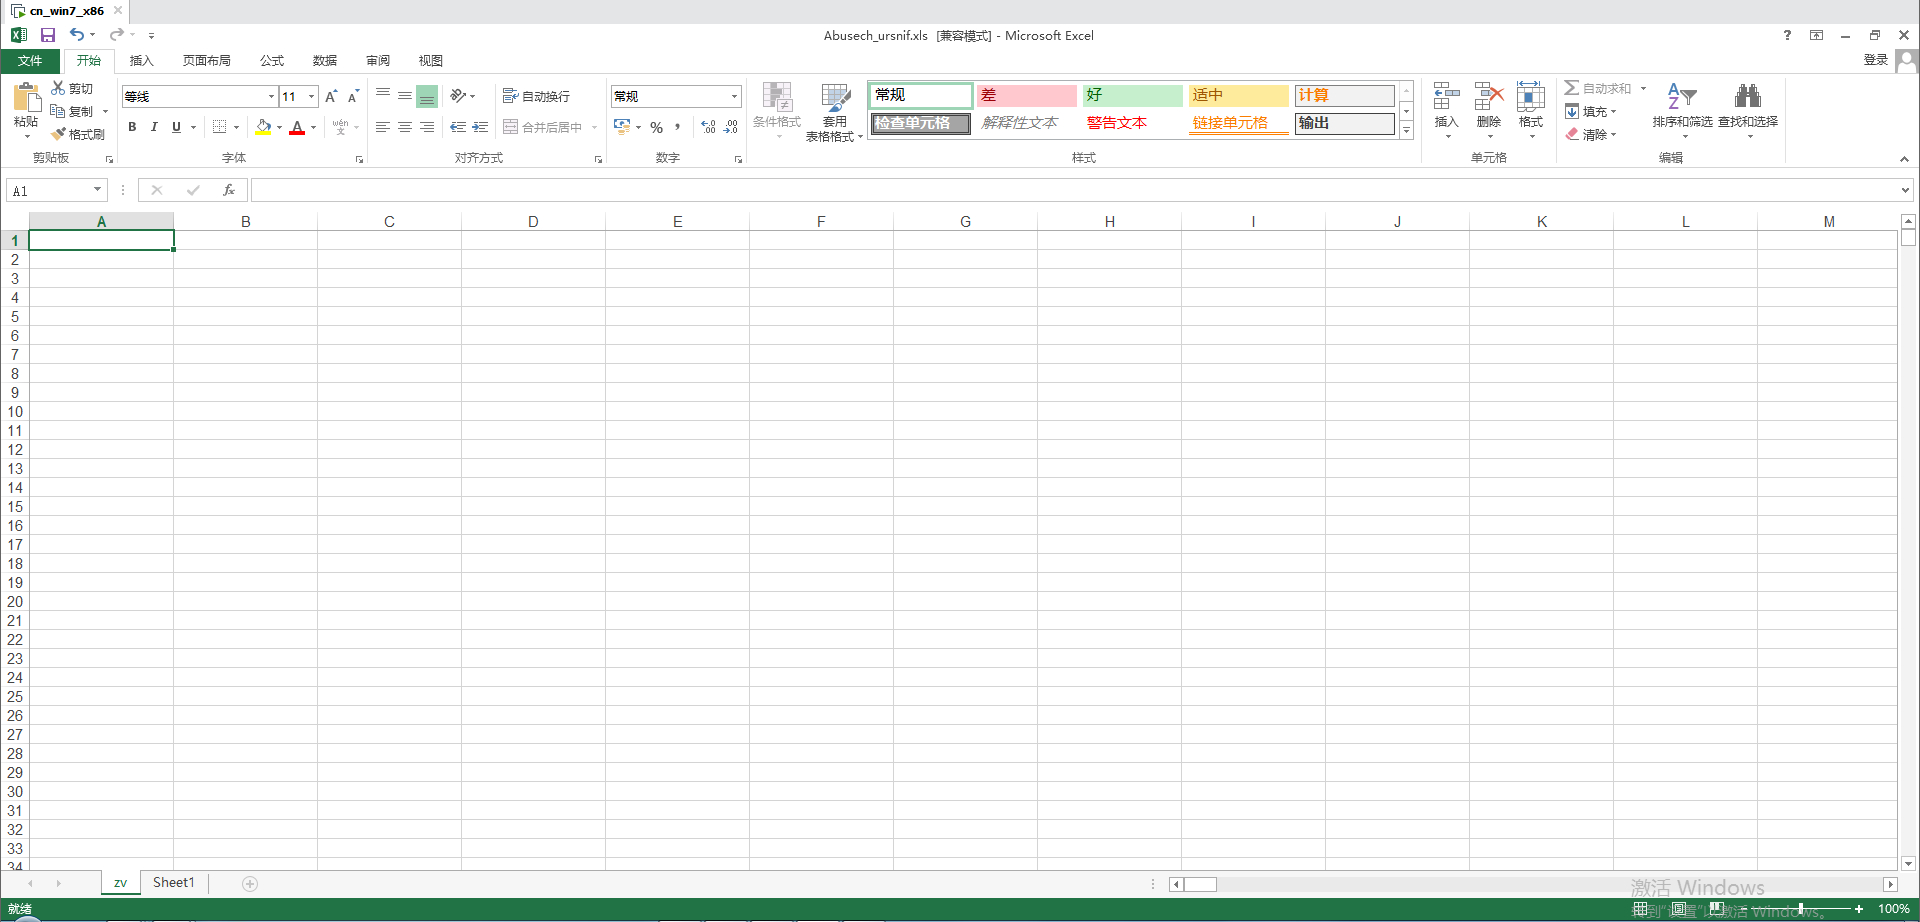 cn_win7_x86
Abusech_ursnif.xls [兼容模式] - Microsoft Excel
文件 开始 插入 页面布局 公式 数据 审阅 视图 登录
粘贴 剪切 复制 格式刷 剪贴板
等线 11 B I U wén 字体
自动换行 合并后居中 对齐方式
常规 % , .00 .00 数字
条件格式 套用 表格格式
常规 差 好 适中 计算
检查单元格 解释性文本 警告文本 链接单元格 输出
样式
插入 删除 格式 单元格
自动求和 填充 清除 排序和筛选 查找和选择 编辑
A1 fx
A B C D E F G H I J K L M
1
2
3
4
5
6
7
8
9
10
11
12
13
14
15
16
17
18
19
20
21
22
23
24
25
26
27
28
29
30
31
32
33
34
zv Sheet1
激活 Windows
转到"设置"以激活 Windows。
就绪 100%